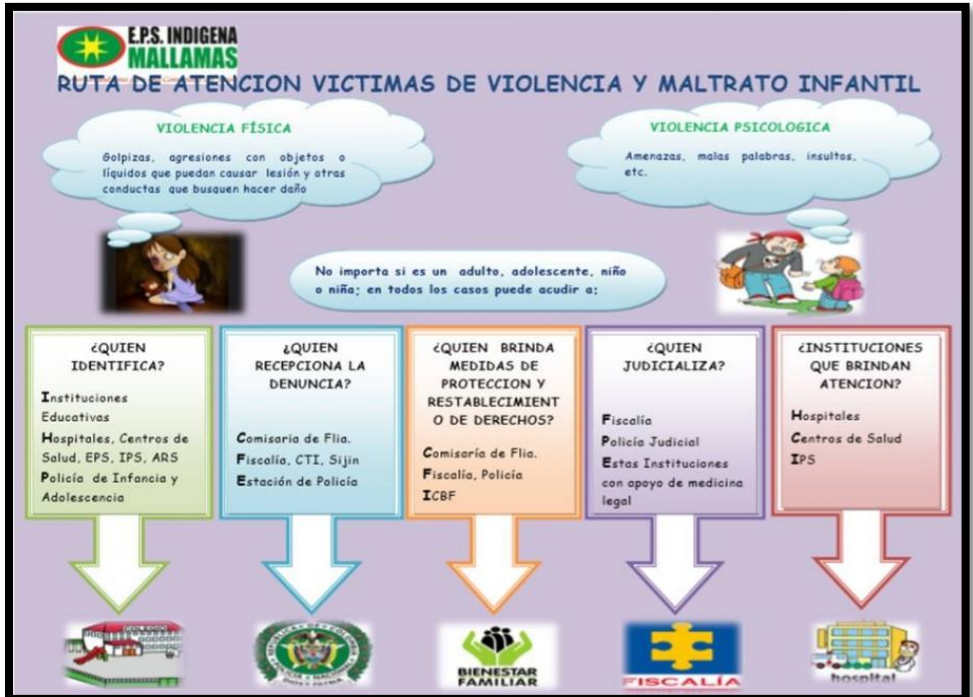 E.P.S. INDIGENA
MALLAMAS
RUTA DE ATENCION VICTIMAS DE VIOLENCIA Y MALTRATO INFANTIL
VIOLENCIA FÍSICA
Golpizas, agresiones con objetos o
líquidos que puedan causar lesión y otras
conductas que busquen hacer daño
VIOLENCIA PSICOLOGICA
Amenazas, malas palabras, insultos,
etc.
No importa si es un adulto, adolescente, niño
o niña; en todos los casos puede acudir a:
¿QUIEN
IDENTIFICA?
Instituciones
Educativas
Hospitales, Centros de
Salud, EPS, IPS, ARS
Policía de Infancia y
Adolescencia
¿QUIEN
RECEPCIONA LA
DENUNCIA?
Comisaria de Flia.
Fiscalía, CTI, Sijin
Estación de Policía
¿QUIEN BRINDA
MEDIDAS DE
PROTECCION Y
RESTABLECIMIENT
O DE DERECHOS?
Comisaría de Flia.
Fiscalía, Policía
ICBF
¿QUIEN
JUDICIALIZA?
Fiscalía
Policía Judicial
Estas Instituciones
con apoyo de medicina
legal
¿INSTITUCIONES
QUE BRINDAN
ATENCION?
Hospitales
Centros de Salud
IPS
COLEGIO
BIENESTAR
FAMILIAR
FISCALÍA
hospital